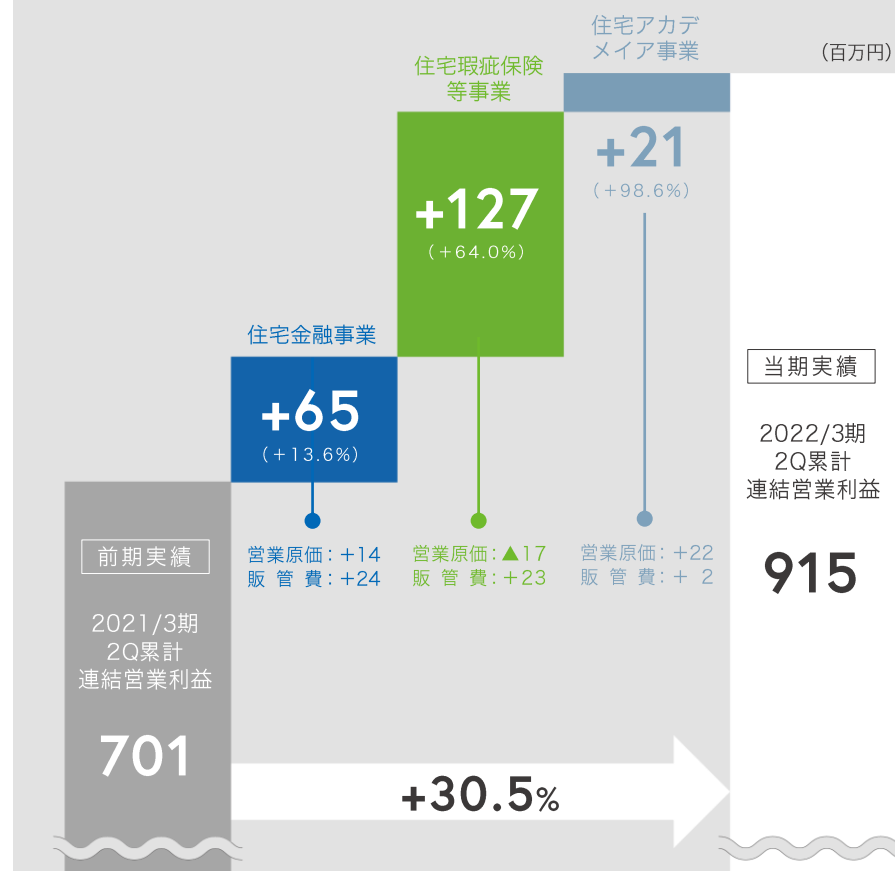 (百万円)
住宅アカデ
メイア事業
+21
(+98.6%)
住宅瑕疵保険
等事業
+127
(+64.0%)
住宅金融事業
+65
(+13.6%)
営業原価:+14
販管費:+24
営業原価:▲17
販管費:+23
営業原価:+22
販管費:+ 2
前期実績
2021/3期
2Q累計
連結営業利益
701
当期実績
2022/3期
2Q累計
連結営業利益
915
+30.5%